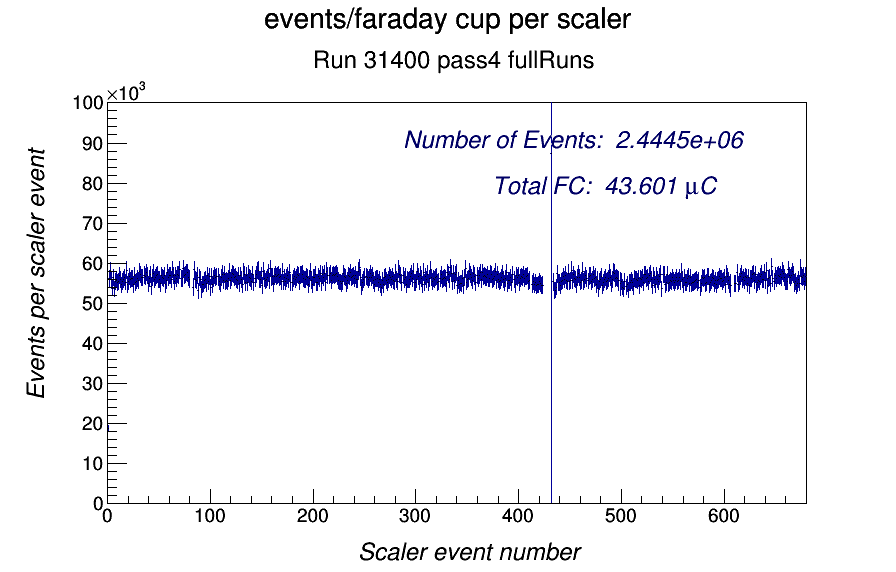 events/faraday cup per scaler
Run 31400 pass4 fullRuns
×10³
100
90
80
70
60
50
40
30
20
10
0
Events per scaler event
Number of Events: 2.4445e+06
Total FC: 43.601 μC
0 100 200 300 400 500 600
Scaler event number